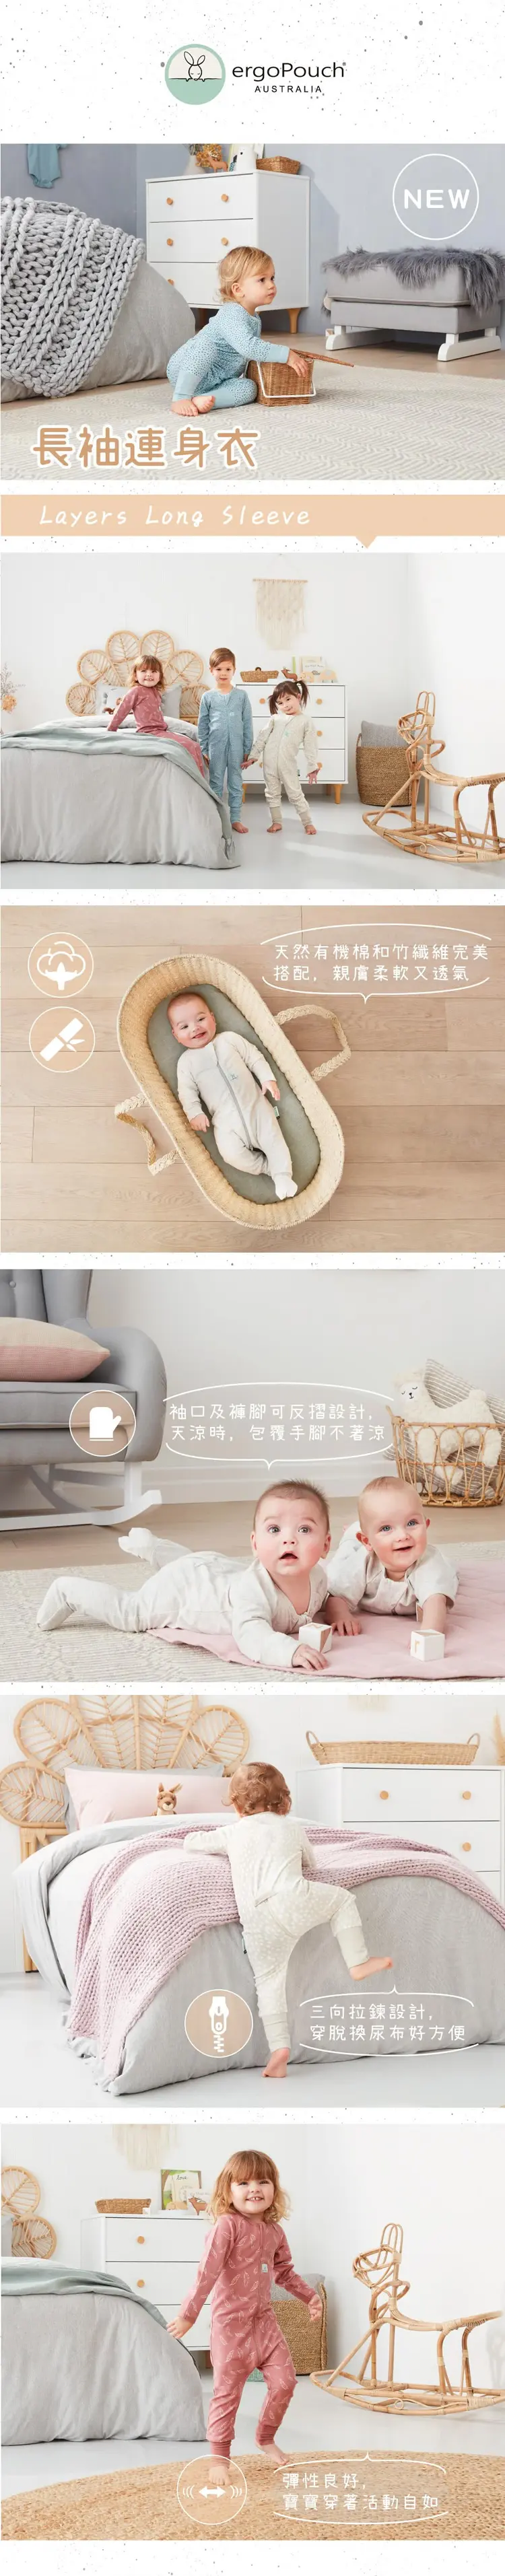 ergoPouch®
AUSTRALIA
NEW
長袖連身衣
Layers Long Sleeve
天然有機棉和竹纖維完美
搭配，親膚柔軟又透氣
袖口及褲腳可反摺設計，
天涼時，包覆手腳不著涼
三向拉鍊設計，
穿脫換尿布好方便
彈性良好，
寶寶穿著活動自如